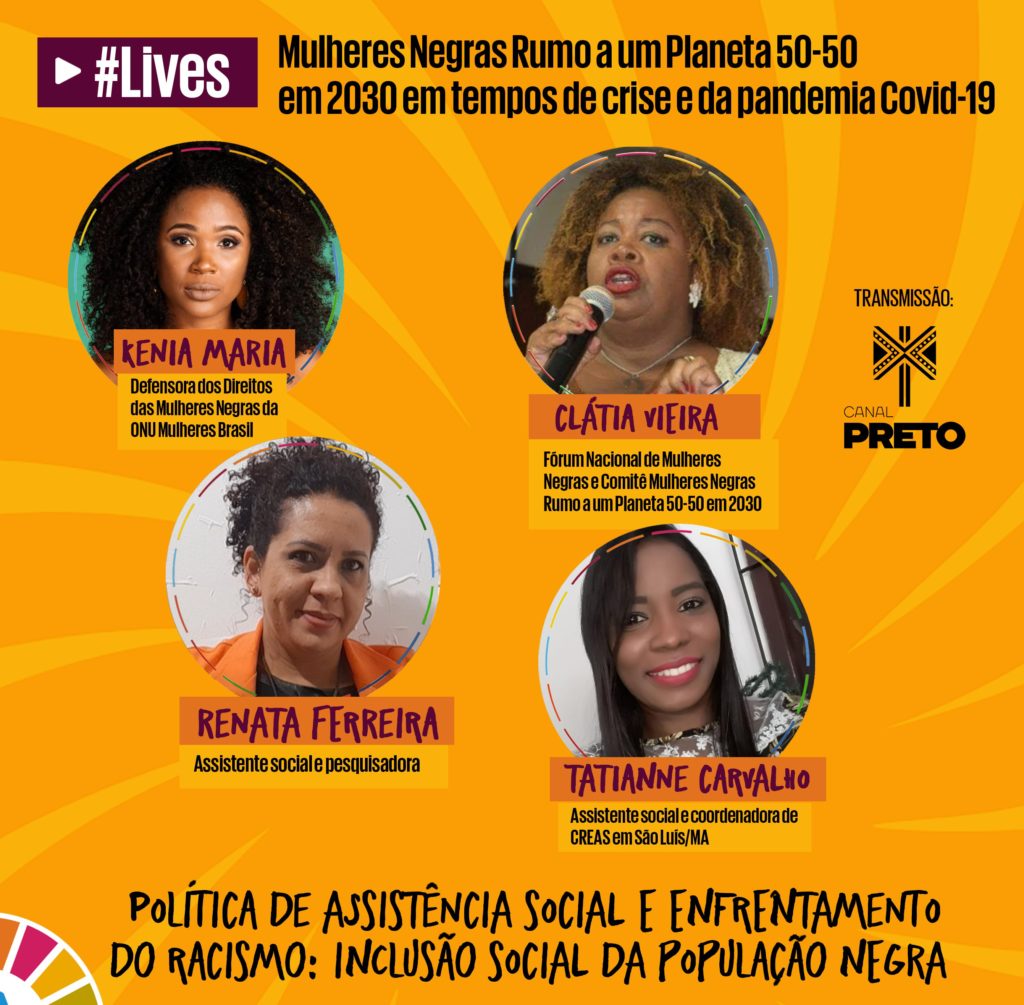 #Lives
Mulheres Negras Rumo a um Planeta 50-50
em 2030 em tempos de crise e da pandemia Covid-19
KENIA MARIA
Defensora dos Direitos
das Mulheres Negras da
ONU Mulheres Brasil
CLÁTIA VIEIRA
Fórum Nacional de Mulheres
Negras e Comitê Mulheres Negras
Rumo a um Planeta 50-50 em 2030
TRANSMISSÃO:
CANAL
PRETO
RENATA FERREIRA
Assistente social e pesquisadora
TATIANNE CARVALHO
Assistente social e coordenadora de
CREAS em São Luís/MA
POLÍTICA DE ASSISTÊNCIA SOCIAL E ENFRENTAMENTO
DO RACISMO: INCLUSÃO SOCIAL DA POPULAÇÃO NEGRA